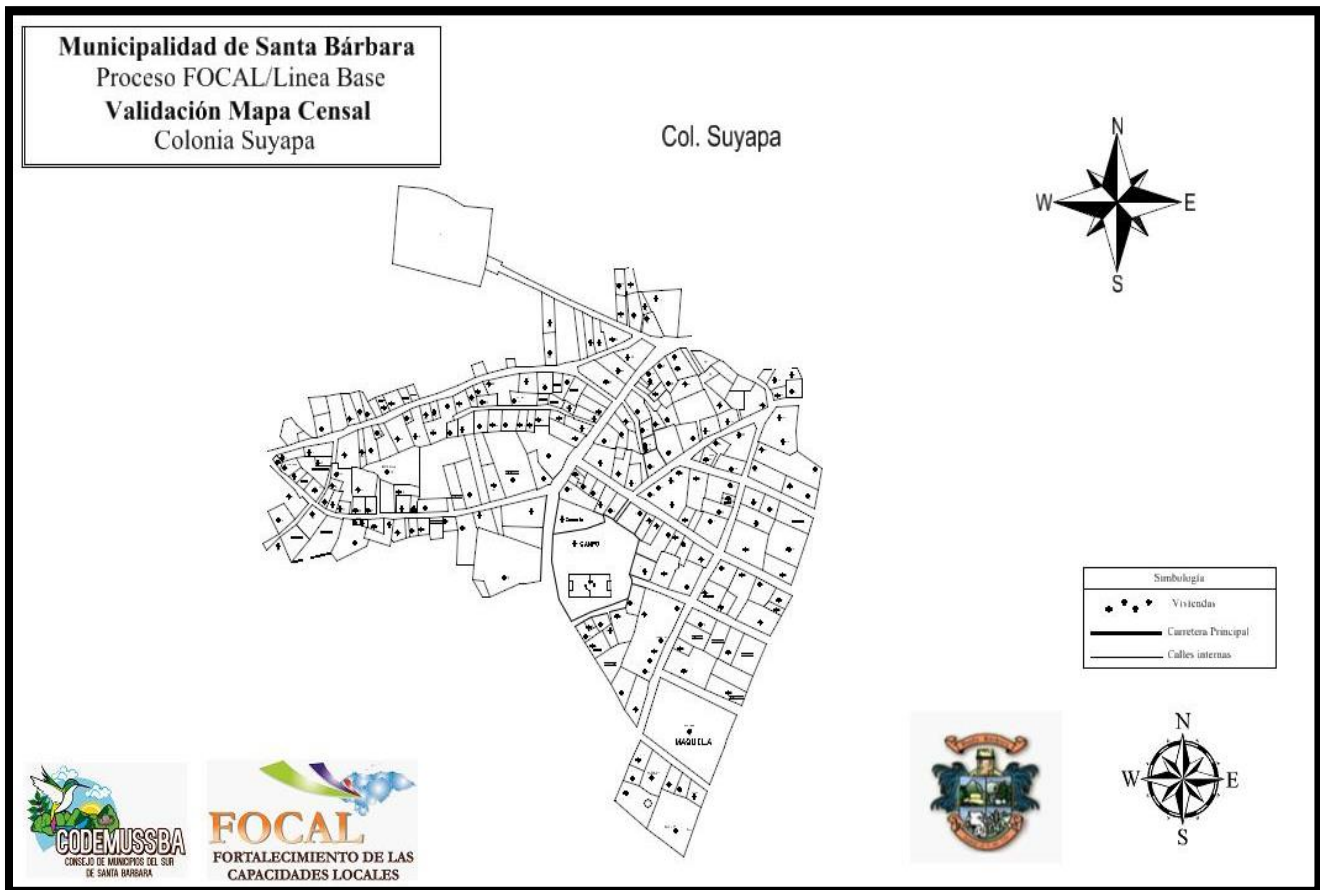 Municipalidad de Santa Bárbara
Proceso FOCAL/Linea Base
Validación Mapa Censal
Colonia Suyapa
Col. Suyapa
N
W E
S
CAMPO
Simbología
Viviendas
Carretera Principal
Calles internas
MAQUELA
N
W E
S
CODEMUSSBA
CONSEJO DE MUNICIPIOS DEL SUR
DE SANTA BARBARA
FOCAL
FORTALECIMIENTO DE LAS
CAPACIDADES LOCALES